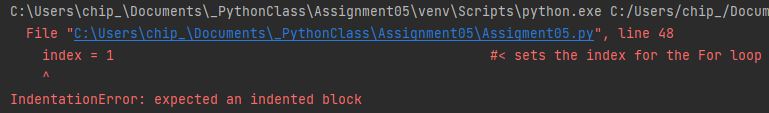 C:\Users\chip_\Documents\_PythonClass\Assignment05\venv\Scripts\python.exe C:/Users/chip_/Docum
File "C:\Users\chip_\Documents\_PythonClass\Assignment05\Assigment05.py", line 48
index = 1 #< sets the index for the For loop
^
IndentationError: expected an indented block